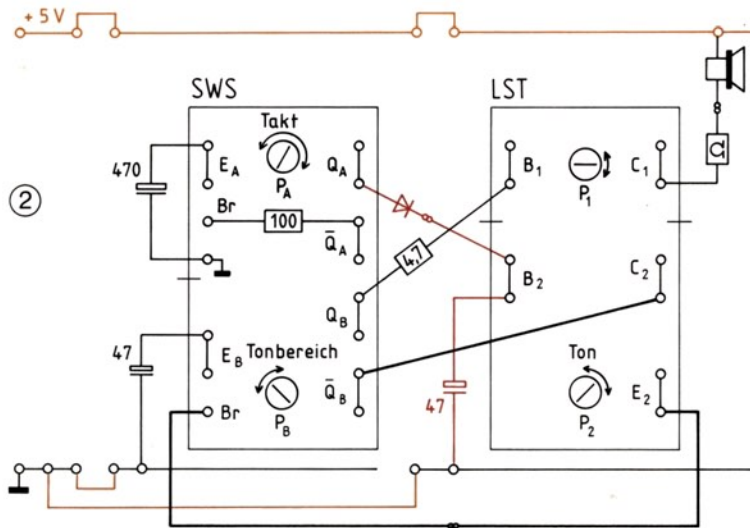 + 5 V
SWS
LST
Takt
470
E_A
P_A
Q_A
B_1
P_1
C_1
Ω
②
Br
100
Q̅_A
4,7
B_2
C_2
Q_B
47
E_B
Tonbereich
Q̅_B
Ton
E_2
Br
P_B
47
P_2